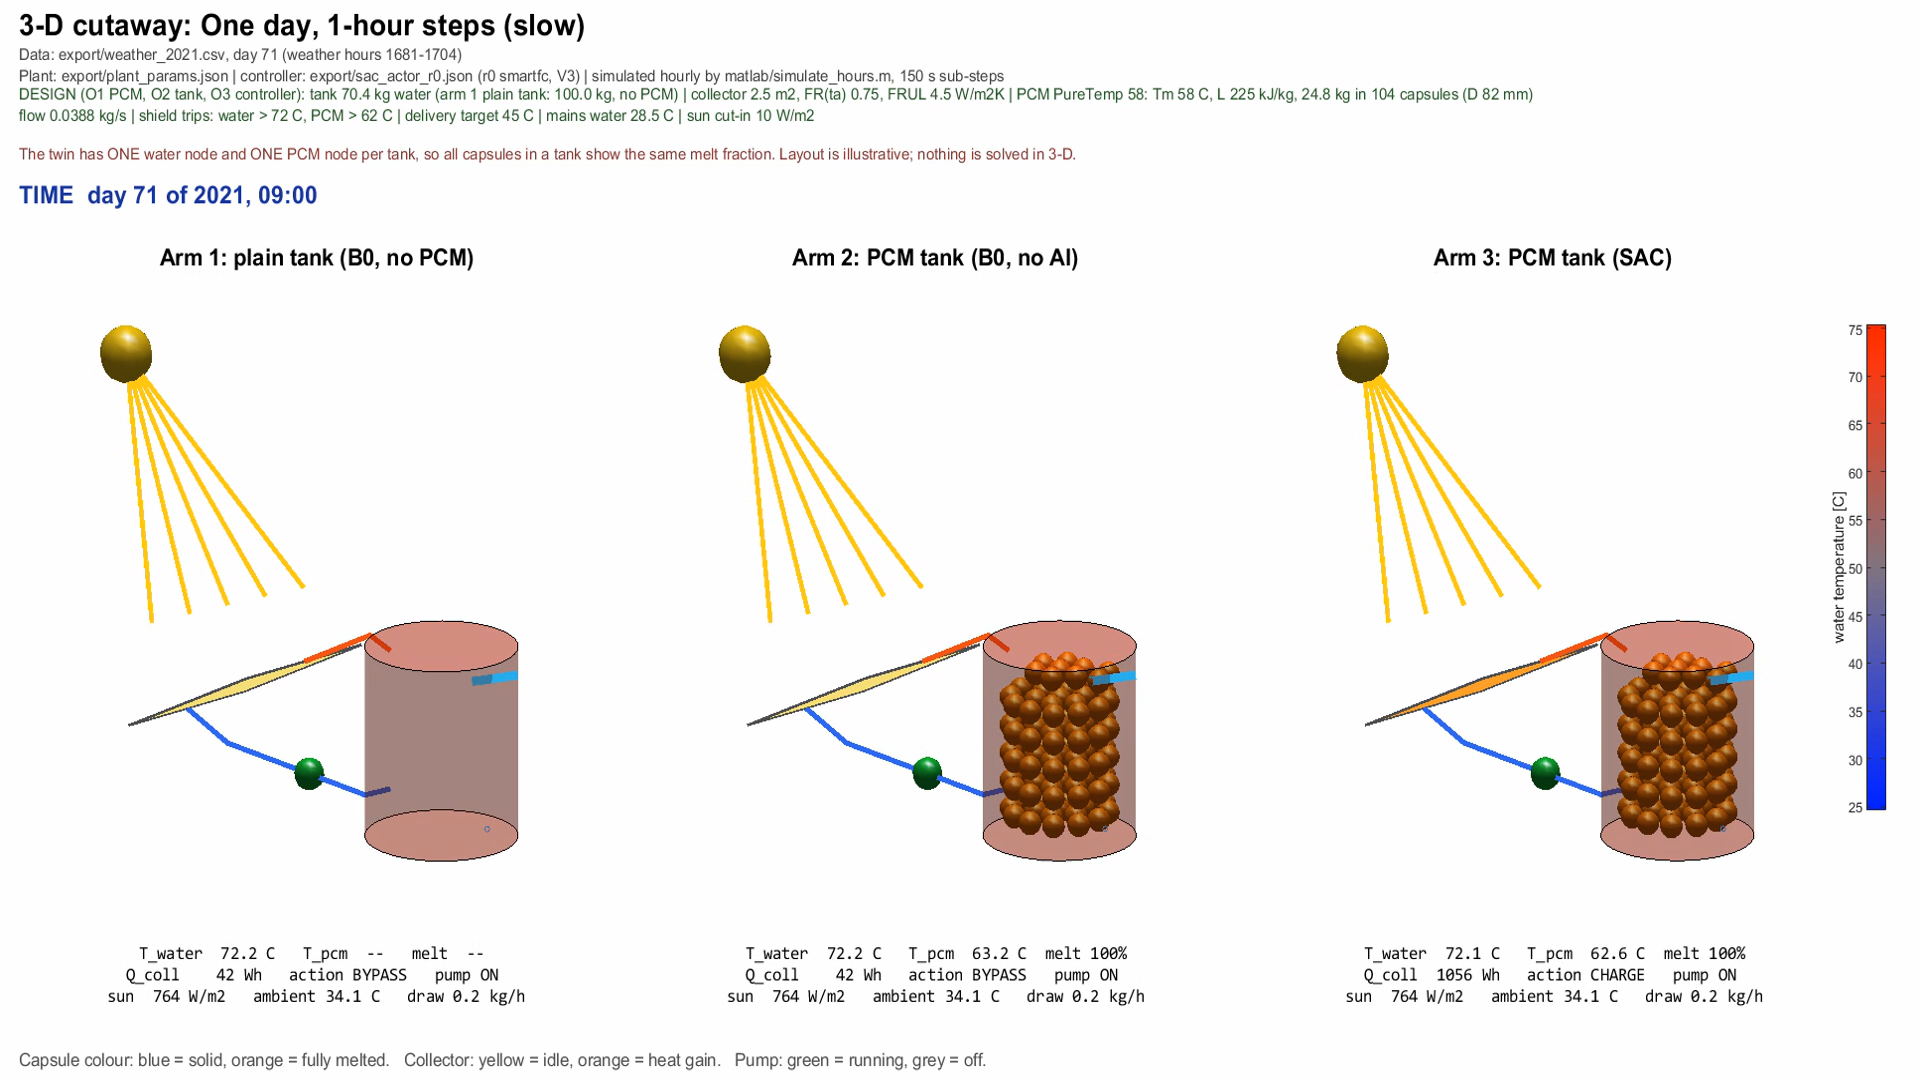 3-D cutaway: One day, 1-hour steps (slow)
Data: export/weather_2021.csv, day 71 (weather hours 1681-1704)
Plant: export/plant_params.json | controller: export/sac_actor_r0.json (r0 smartfc, V3) | simulated hourly by matlab/simulate_hours.m, 150 s sub-steps
DESIGN (O1 PCM, O2 tank, O3 controller): tank 70.4 kg water (arm 1 plain tank: 100.0 kg, no PCM) | collector 2.5 m2, FR(ta) 0.75, FRUL 4.5 W/m2K | PCM PureTemp 58: Tm 58 C, L 225 kJ/kg, 24.8 kg in 104 capsules (D 82 mm)
flow 0.0388 kg/s | shield trips: water > 72 C, PCM > 62 C | delivery target 45 C | mains water 28.5 C | sun cut-in 10 W/m2
The twin has ONE water node and ONE PCM node per tank, so all capsules in a tank show the same melt fraction. Layout is illustrative; nothing is solved in 3-D.
TIME  day 71 of 2021, 09:00
Arm 1: plain tank (B0, no PCM)
Arm 2: PCM tank (B0, no AI)
Arm 3: PCM tank (SAC)
75
70
65
60
55
50
45
40
35
30
25
water temperature [C]
T_water  72.2 C   T_pcm  --   melt  --
Q_coll    42 Wh   action BYPASS   pump ON
sun  764 W/m2   ambient 34.1 C   draw 0.2 kg/h
T_water  72.2 C   T_pcm  63.2 C  melt 100%
Q_coll    42 Wh   action BYPASS   pump ON
sun  764 W/m2   ambient 34.1 C   draw 0.2 kg/h
T_water  72.1 C   T_pcm  62.6 C  melt 100%
Q_coll  1056 Wh   action CHARGE   pump ON
sun  764 W/m2   ambient 34.1 C   draw 0.2 kg/h
Capsule colour: blue = solid, orange = fully melted.   Collector: yellow = idle, orange = heat gain.   Pump: green = running, grey = off.